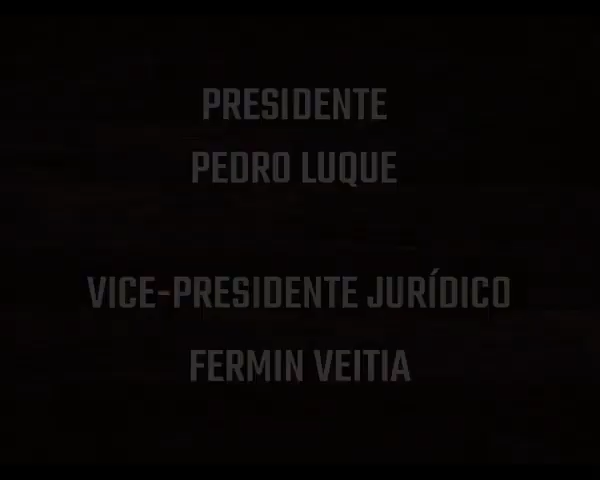 PRESIDENTE
PEDRO LUQUE
VICE-PRESIDENTE JURÍDICO
FERMIN VEITIA